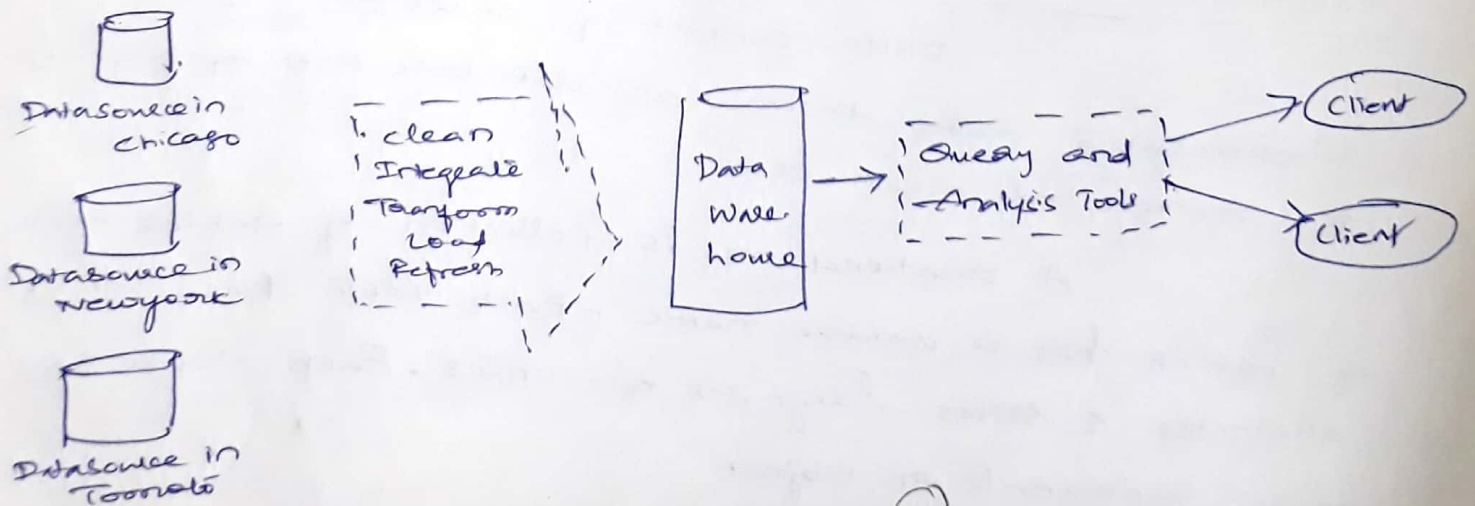 Datasource in
Chicago
Datasource in
Newyork
Datasource in
Toronto
Clean
Integrate
Transform
Load
Refresh
Data
Ware
house
Query and
Analysis Tools
Client
Client